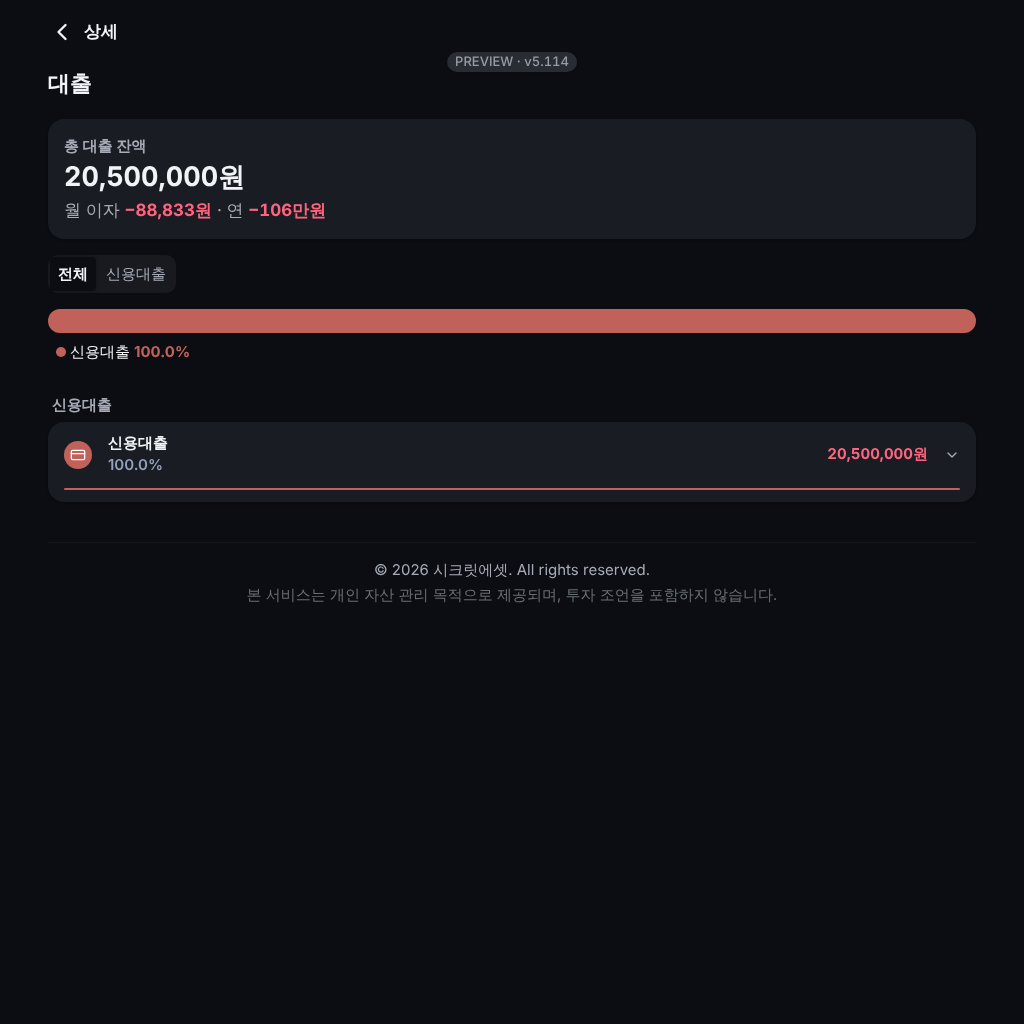 상세
PREVIEW · v5.114
대출
총 대출 잔액
20,500,000원
월 이자 −88,833원 · 연 −106만원
전체 신용대출
신용대출 100.0%
신용대출
신용대출
100.0%
20,500,000원
© 2026 시크릿에셋. All rights reserved.
본 서비스는 개인 자산 관리 목적으로 제공되며, 투자 조언을 포함하지 않습니다.